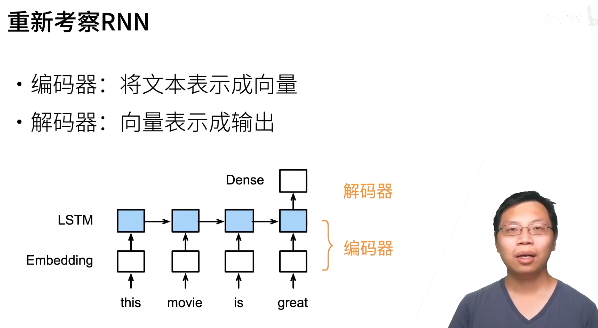 重新考察RNN
• 编码器：将文本表示成向量
• 解码器：向量表示成输出
Dense
解码器
LSTM
编码器
Embedding
this movie is great